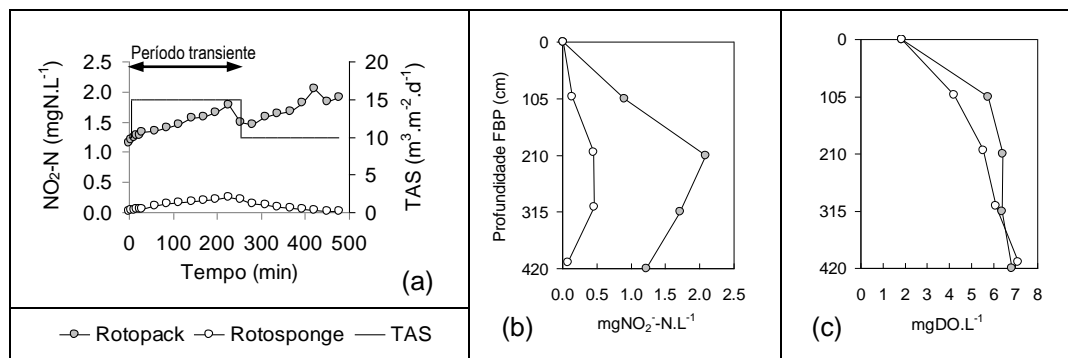 Período transiente
NO₂-N (mgN.L⁻¹)
2.5
2.0
1.5
1.0
0.5
0.0
20
15
10
5
0
TAS (m³.m⁻².d⁻¹)
0 100 200 300 400 500
Tempo (min)
(a)
Rotopack Rotosponge TAS
Profundidade FBP (cm)
0
105
210
315
420
0.0 0.5 1.0 1.5 2.0 2.5
mgNO₂⁻-N.L⁻¹
(b)
0
105
210
315
420
0 1 2 3 4 5 6 7 8
mgDO.L⁻¹
(c)